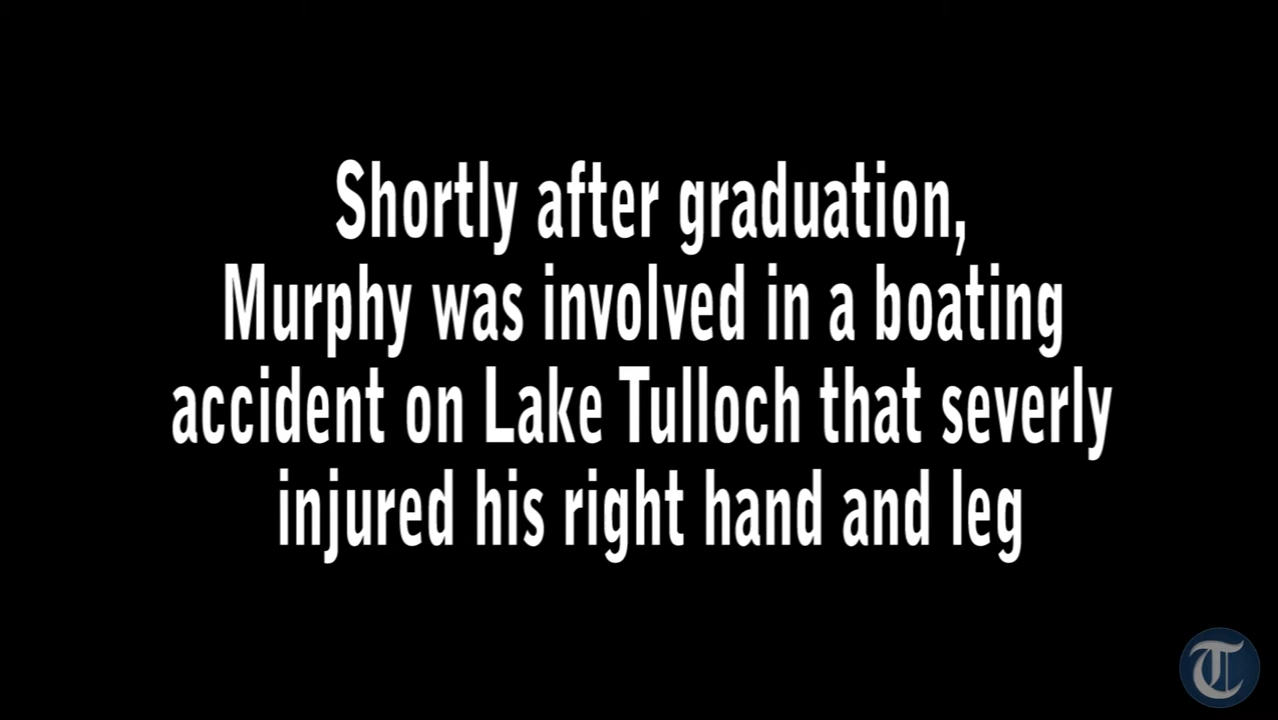 Shortly after graduation,
Murphy was involved in a boating
accident on Lake Tulloch that severly
injured his right hand and leg
T